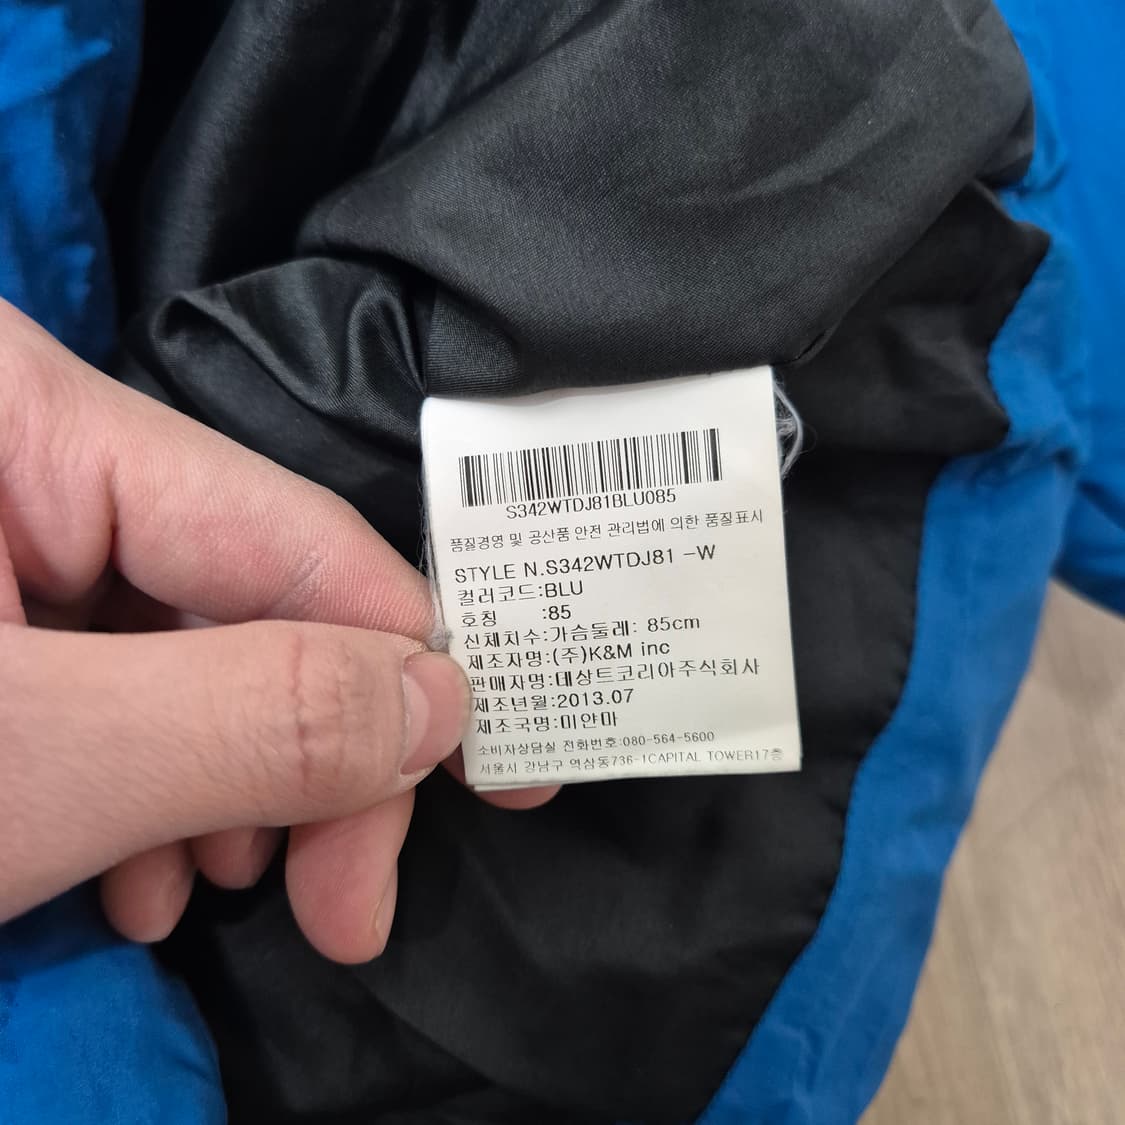 S342WTDJ81BLU085
품질경영 및 공산품 안전 관리법에 의한 품질표시
STYLE N.S342WTDJ81 -W
컬러코드:BLU
호칭 :85
신체치수:가슴둘레: 85cm
제조자명:(주)K&M inc
판매자명:데상트코리아주식회사
제조년월:2013.07
제조국명:미얀마
소비자상담실 전화번호:080-564-5600
서울시 강남구 역삼동736-1CAPITAL TOWER17층